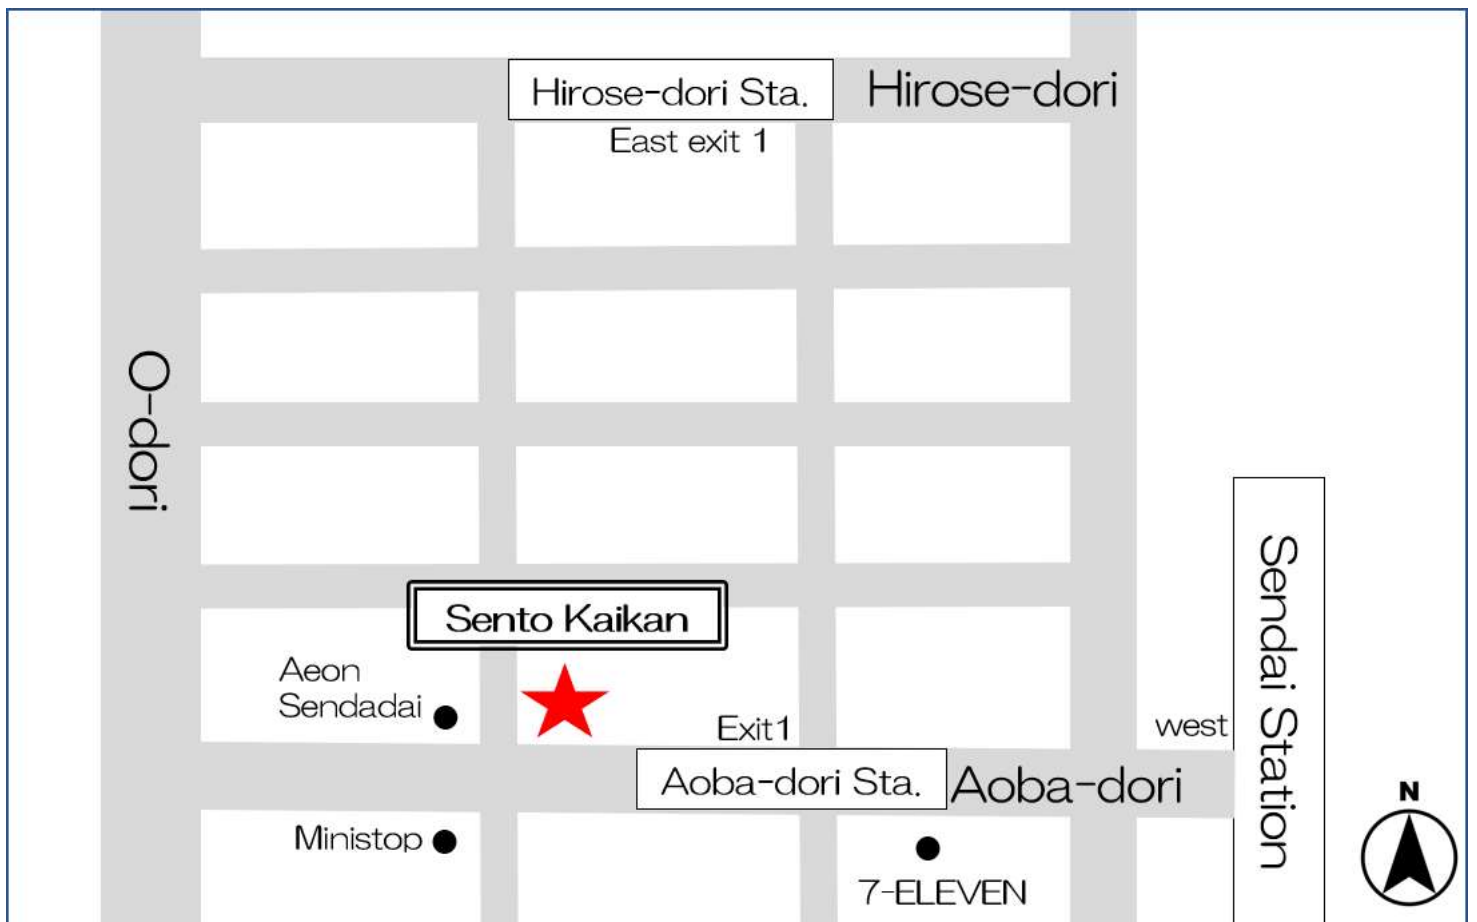 Hirose-dori Sta.
Hirose-dori
East exit 1
O-dori
Sento Kaikan
Aeon
Sendadai
Exit1
west
Sendai Station
Aoba-dori Sta.
Aoba-dori
N
Ministop
7-ELEVEN